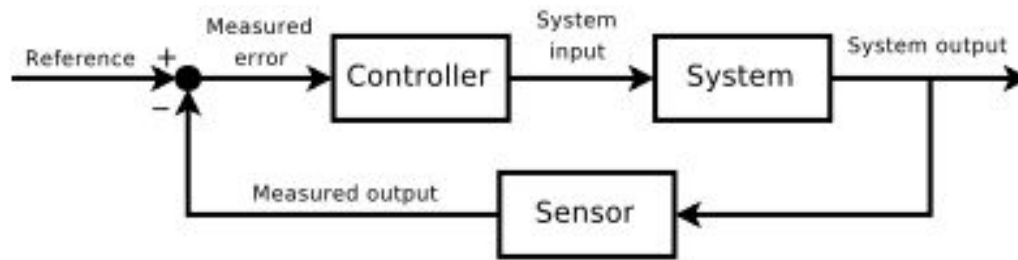 Reference
+
−
Measured
error
Controller
System
input
System
System output
Measured output
Sensor